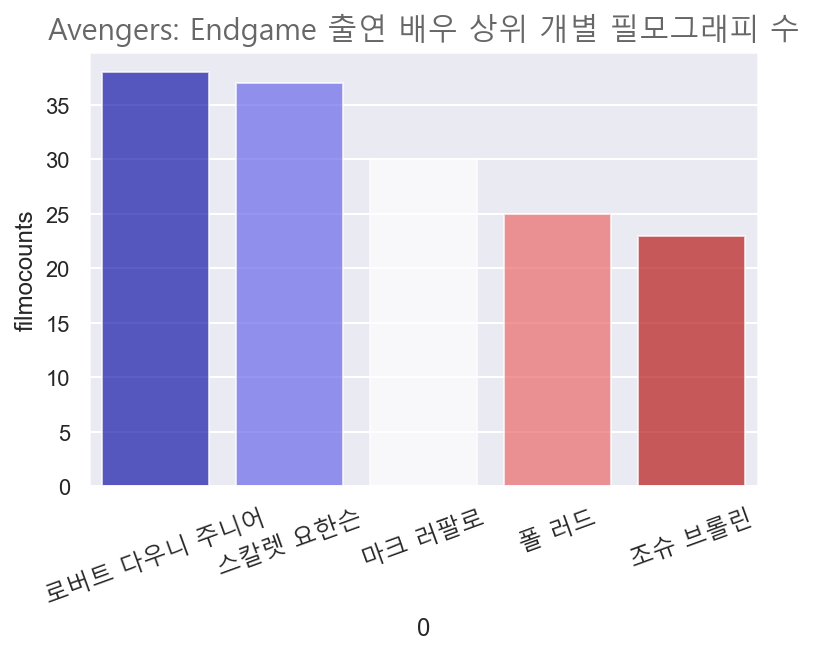 Avengers: Endgame 출연 배우 상위 개별 필모그래피 수
filmocounts
35
30
25
20
15
10
5
0
로버트 다우니 주니어
스칼렛 요한슨
마크 러팔로
폴 러드
조슈 브롤린
0